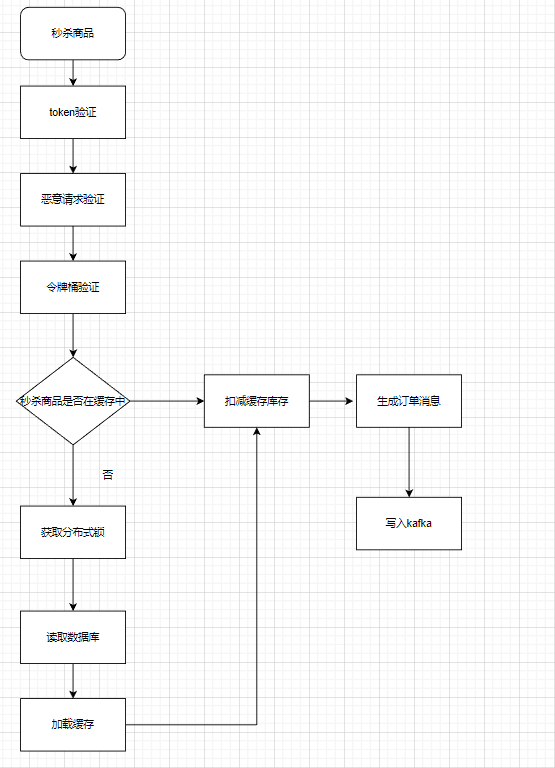 秒杀商品
token验证
恶意请求验证
令牌桶验证
秒杀商品是否在缓存中
扣减缓存库存
生成订单消息
否
写入kafka
获取分布式锁
读取数据库
加载缓存